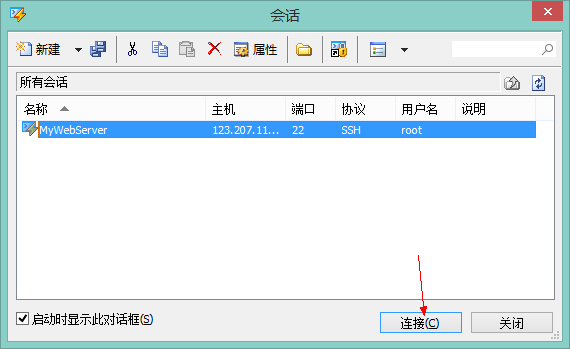 会话
新建 属性
所有会话
名称 主机 端口 协议 用户名 说明
MyWebServer 123.207.11... 22 SSH root
启动时显示此对话框(S) 连接(C) 关闭